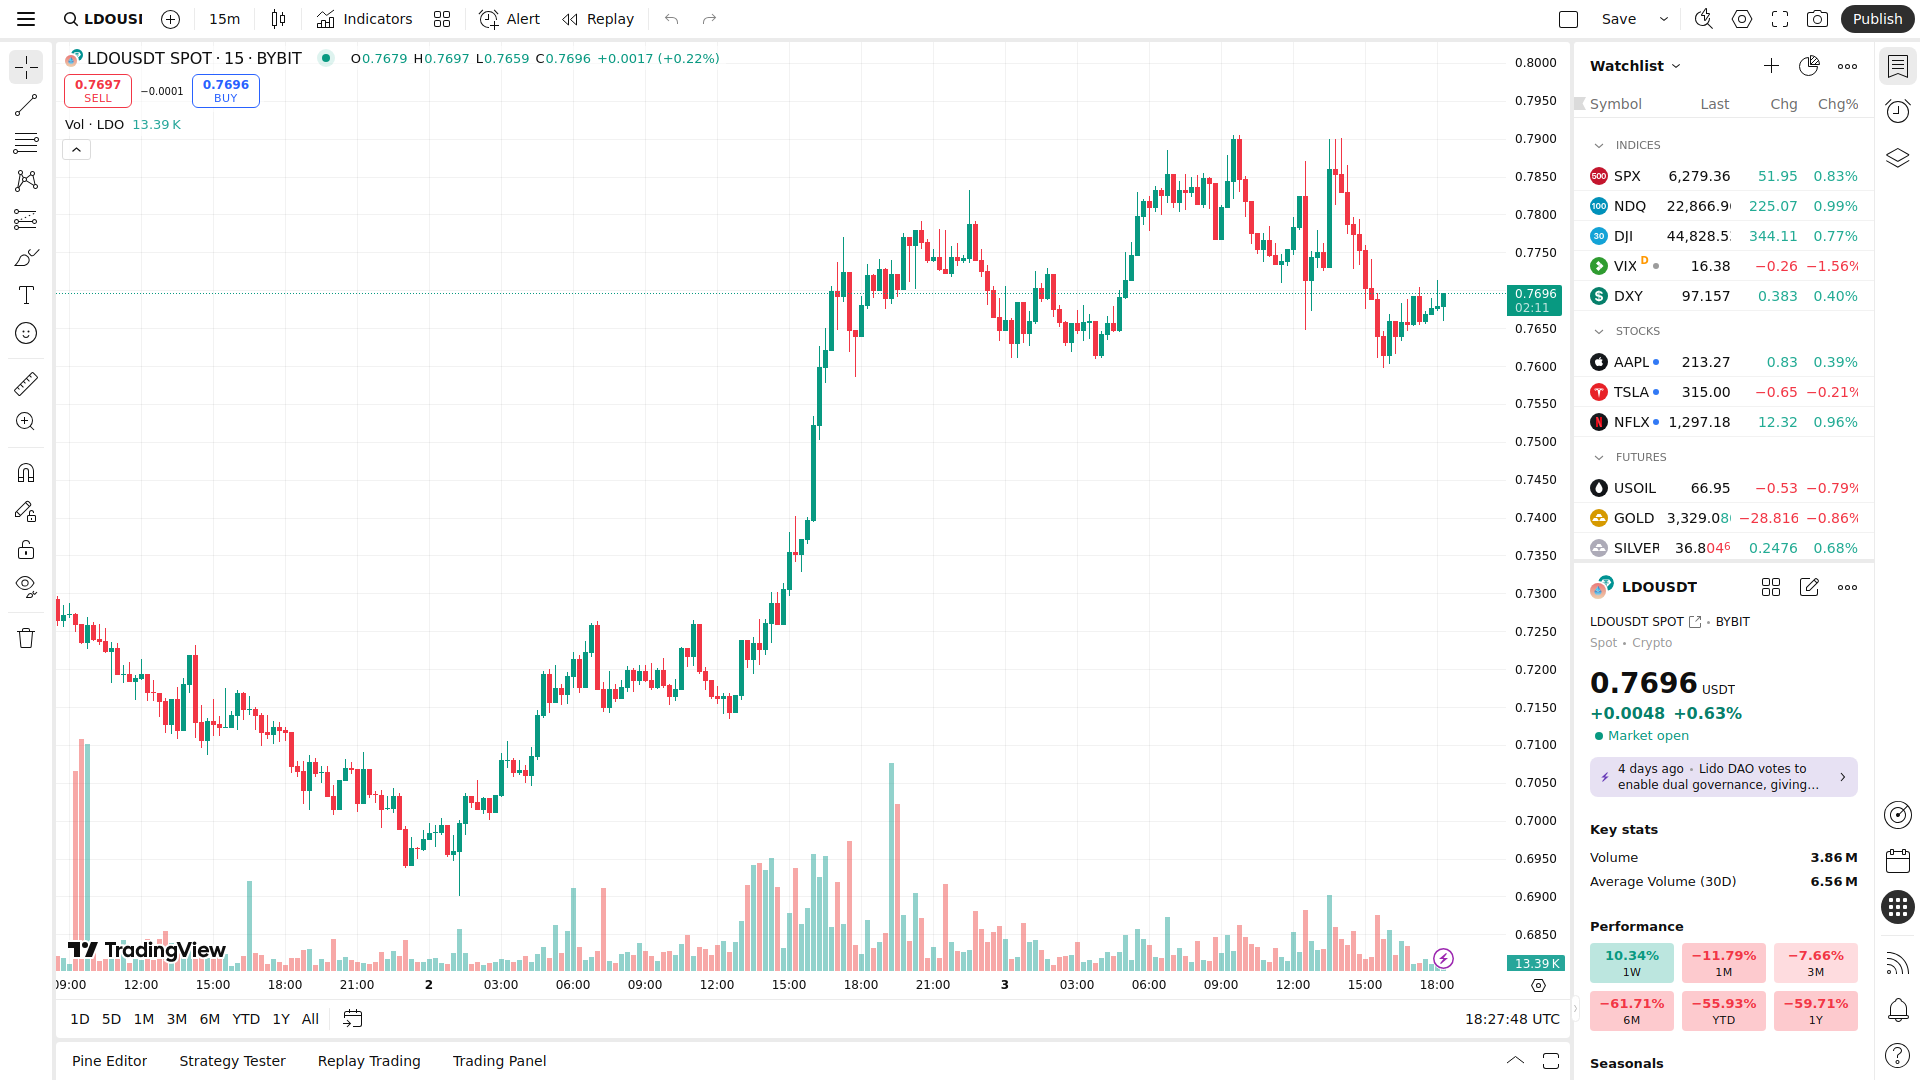 LDOUSI 15m Indicators Alert Replay Save Publish
LDOUSDT SPOT · 15 · BYBIT O0.7679 H0.7697 L0.7659 C0.7696 +0.0017 (+0.22%)
0.7697 SELL −0.0001 0.7696 BUY
Vol · LDO 13.39 K
0.8000
0.7950
0.7900
0.7850
0.7800
0.7750
0.7696
02:11
0.7650
0.7600
0.7550
0.7500
0.7450
0.7400
0.7350
0.7300
0.7250
0.7200
0.7150
0.7100
0.7050
0.7000
0.6950
0.6900
0.6850
13.39 K
TradingView
09:00 12:00 15:00 18:00 21:00 2 03:00 06:00 09:00 12:00 15:00 18:00 21:00 3 03:00 06:00 09:00 12:00 15:00 18:00
1D 5D 1M 3M 6M YTD 1Y All 18:27:48 UTC
Pine Editor Strategy Tester Replay Trading Trading Panel
Watchlist
Symbol Last Chg Chg%
INDICES
500 SPX 6,279.36 51.95 0.83%
100 NDQ 22,866.9 225.07 0.99%
30 DJI 44,828.5 344.11 0.77%
VIX D 16.38 −0.26 −1.56%
$ DXY 97.157 0.383 0.40%
STOCKS
AAPL 213.27 0.83 0.39%
TSLA 315.00 −0.65 −0.21%
N NFLX 1,297.18 12.32 0.96%
FUTURES
USOIL 66.95 −0.53 −0.79%
GOLD 3,329.08 −28.816 −0.86%
SILVER 36.8046 0.2476 0.68%
LDOUSDT
LDOUSDT SPOT • BYBIT
Spot • Crypto
0.7696 USDT
+0.0048 +0.63%
Market open
4 days ago • Lido DAO votes to
enable dual governance, giving…
Key stats
Volume 3.86 M
Average Volume (30D) 6.56 M
Performance
10.34% −11.79% −7.66%
1W 1M 3M
−61.71% −55.93% −59.71%
6M YTD 1Y
Seasonals